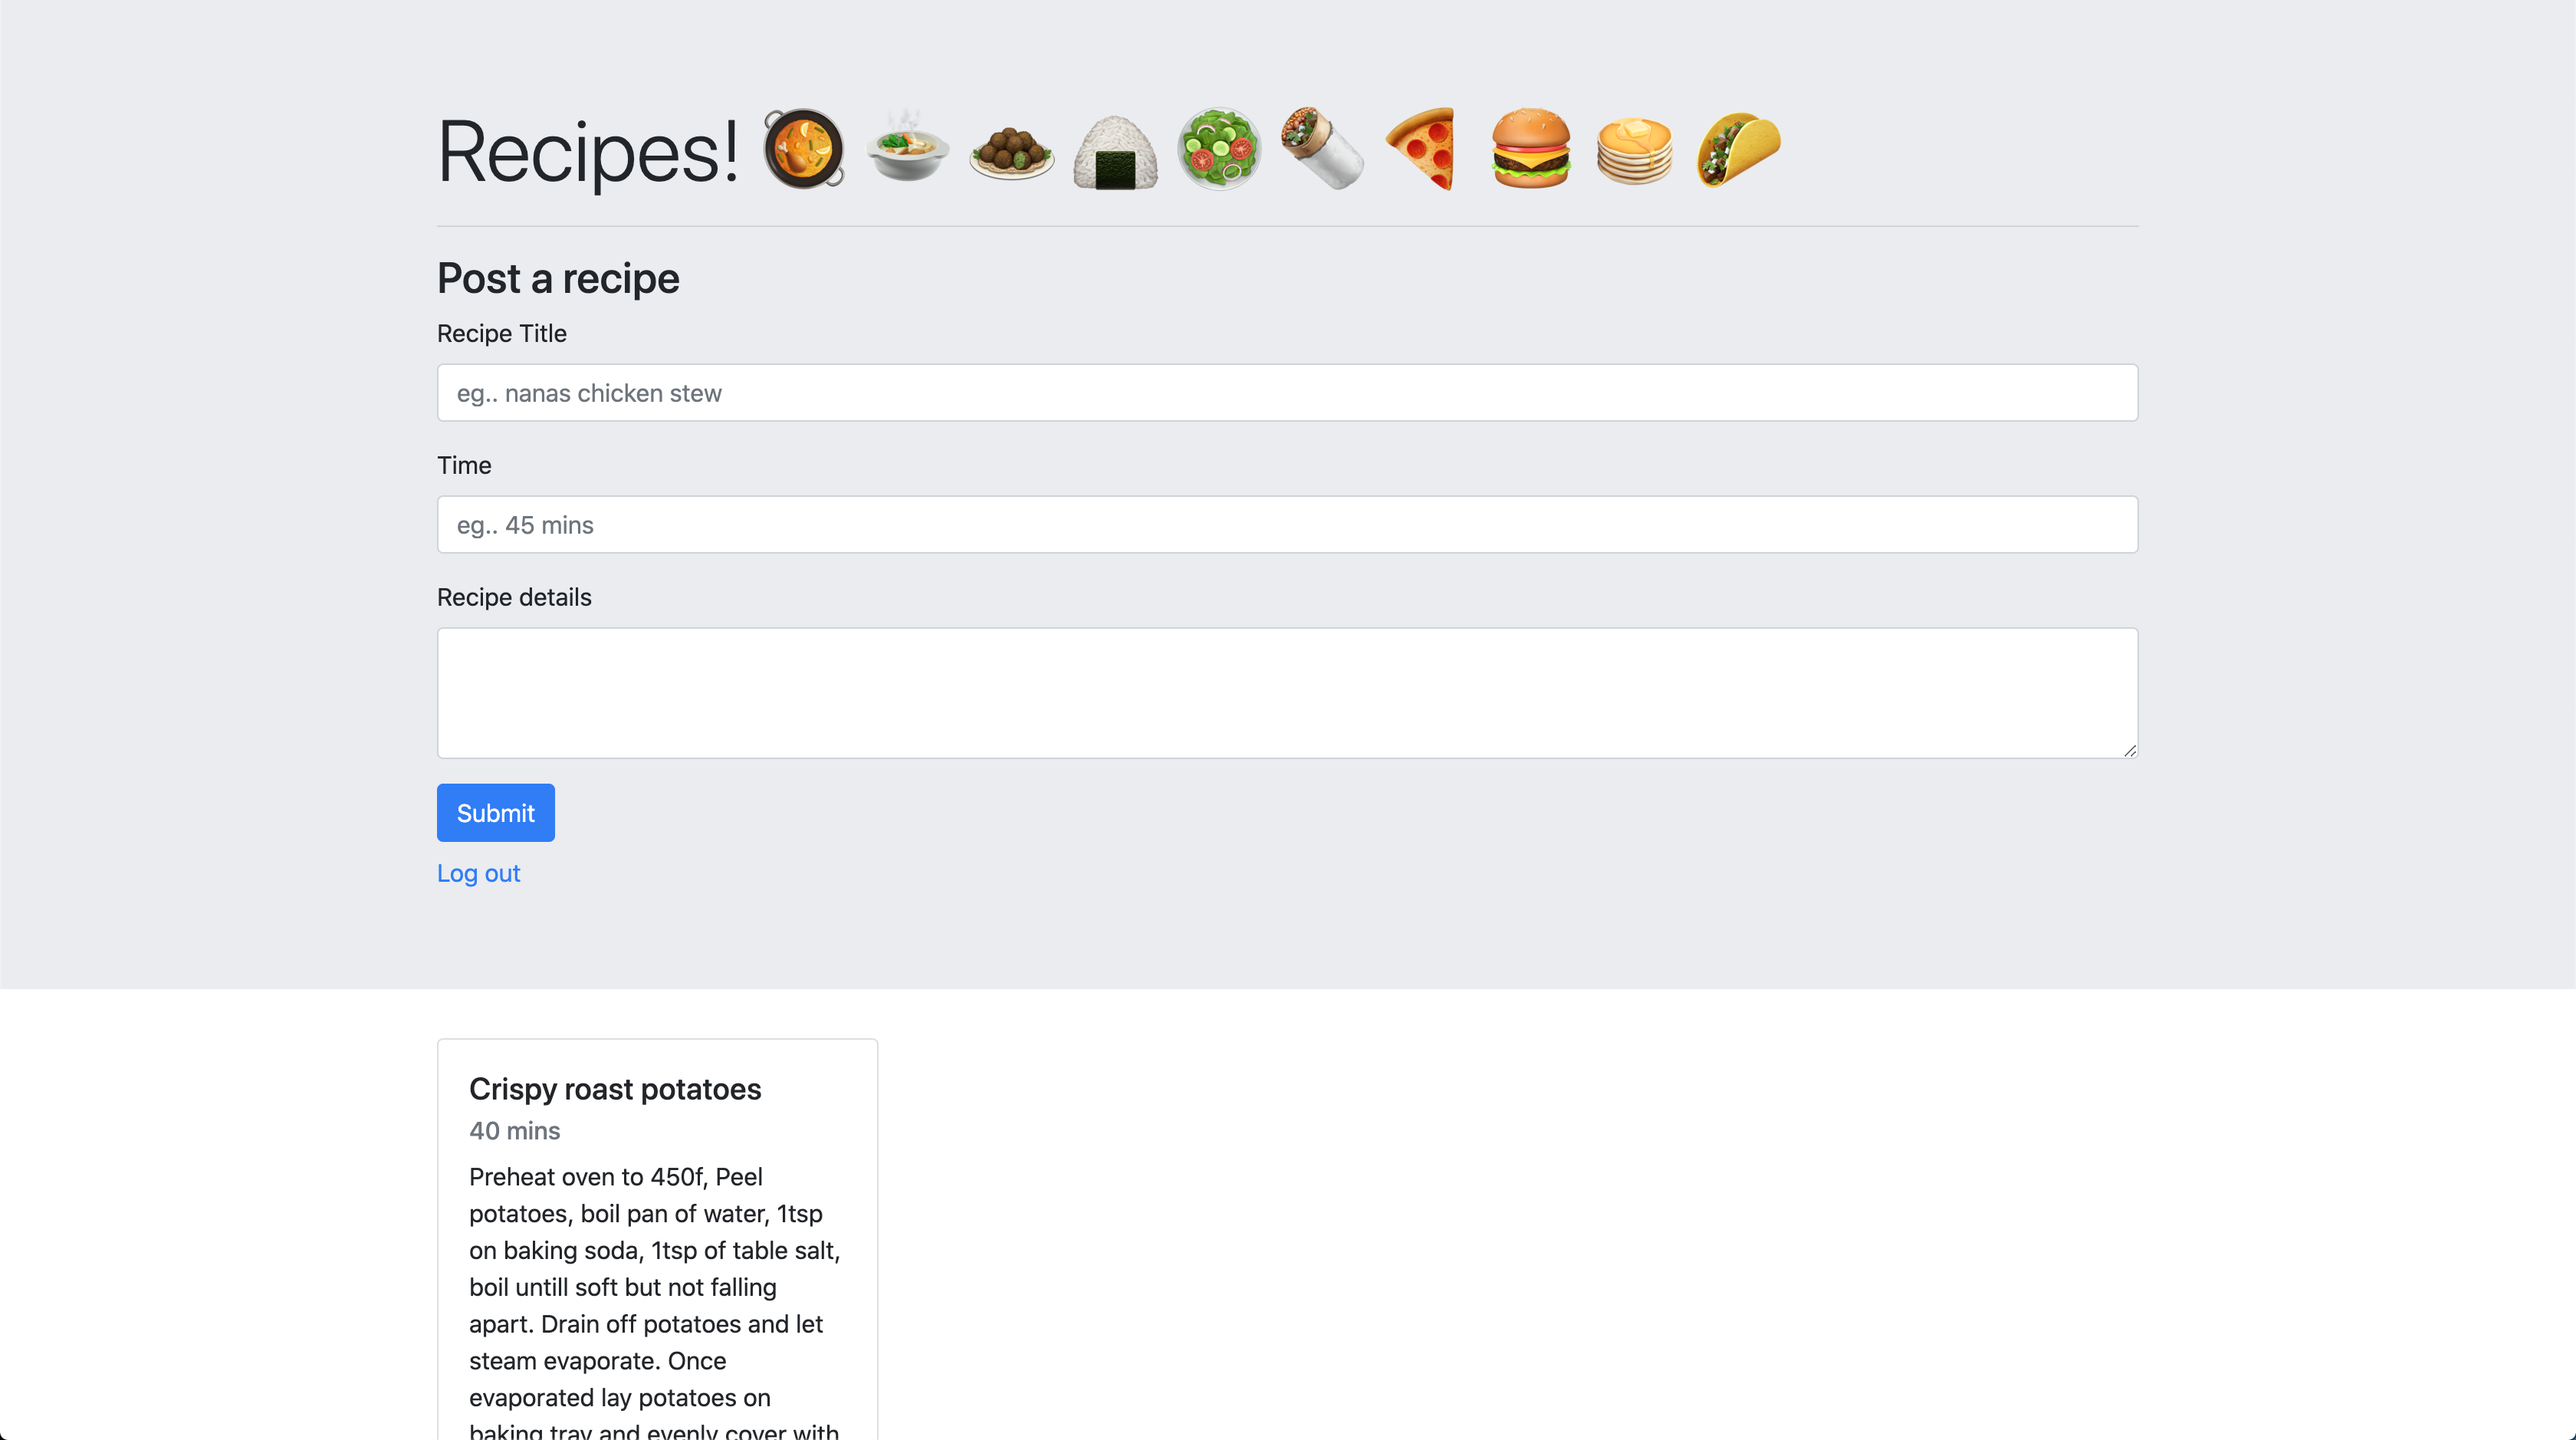 Recipes! 🥘 🍲 🧆 🍙 🥗 🌯 🍕 🍔 🥞 🌮
Post a recipe
Recipe Title
eg.. nanas chicken stew
Time
eg.. 45 mins
Recipe details
Submit
Log out
Crispy roast potatoes
40 mins
Preheat oven to 450f, Peel
potatoes, boil pan of water, 1tsp
on baking soda, 1tsp of table salt,
boil untill soft but not falling
apart. Drain off potatoes and let
steam evaporate. Once
evaporated lay potatoes on
baking tray and evenly cover with